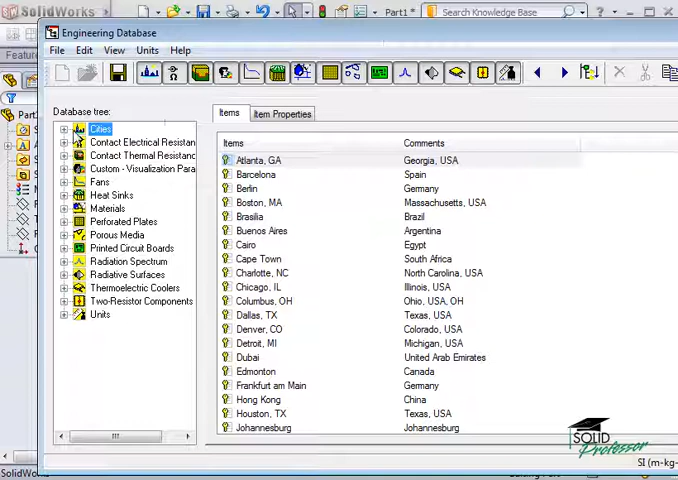 SolidWorks
Part1 *
Search Knowledge Base
Engineering Database
File Edit View Units Help
Database tree:
Items Item Properties
Cities
Contact Electrical Resistan
Contact Thermal Resistanc
Custom - Visualization Para
Fans
Heat Sinks
Materials
Perforated Plates
Porous Media
Printed Circuit Boards
Radiation Spectrum
Radiative Surfaces
Thermoelectric Coolers
Two-Resistor Components
Units
Items Comments
Atlanta, GA Georgia, USA
Barcelona Spain
Berlin Germany
Boston, MA Massachusetts, USA
Brasilia Brazil
Buenos Aires Argentina
Cairo Egypt
Cape Town South Africa
Charlotte, NC North Carolina, USA
Chicago, IL Illinois, USA
Columbus, OH Ohio, USA, OH
Dallas, TX Texas, USA
Denver, CO Colorado, USA
Detroit, MI Michigan, USA
Dubai United Arab Emirates
Edmonton Canada
Frankfurt am Main Germany
Hong Kong China
Houston, TX Texas, USA
Johannesburg Johannesburg
SOLID
Professor
SI (m-kg-
SolidWorks
Feature
Part